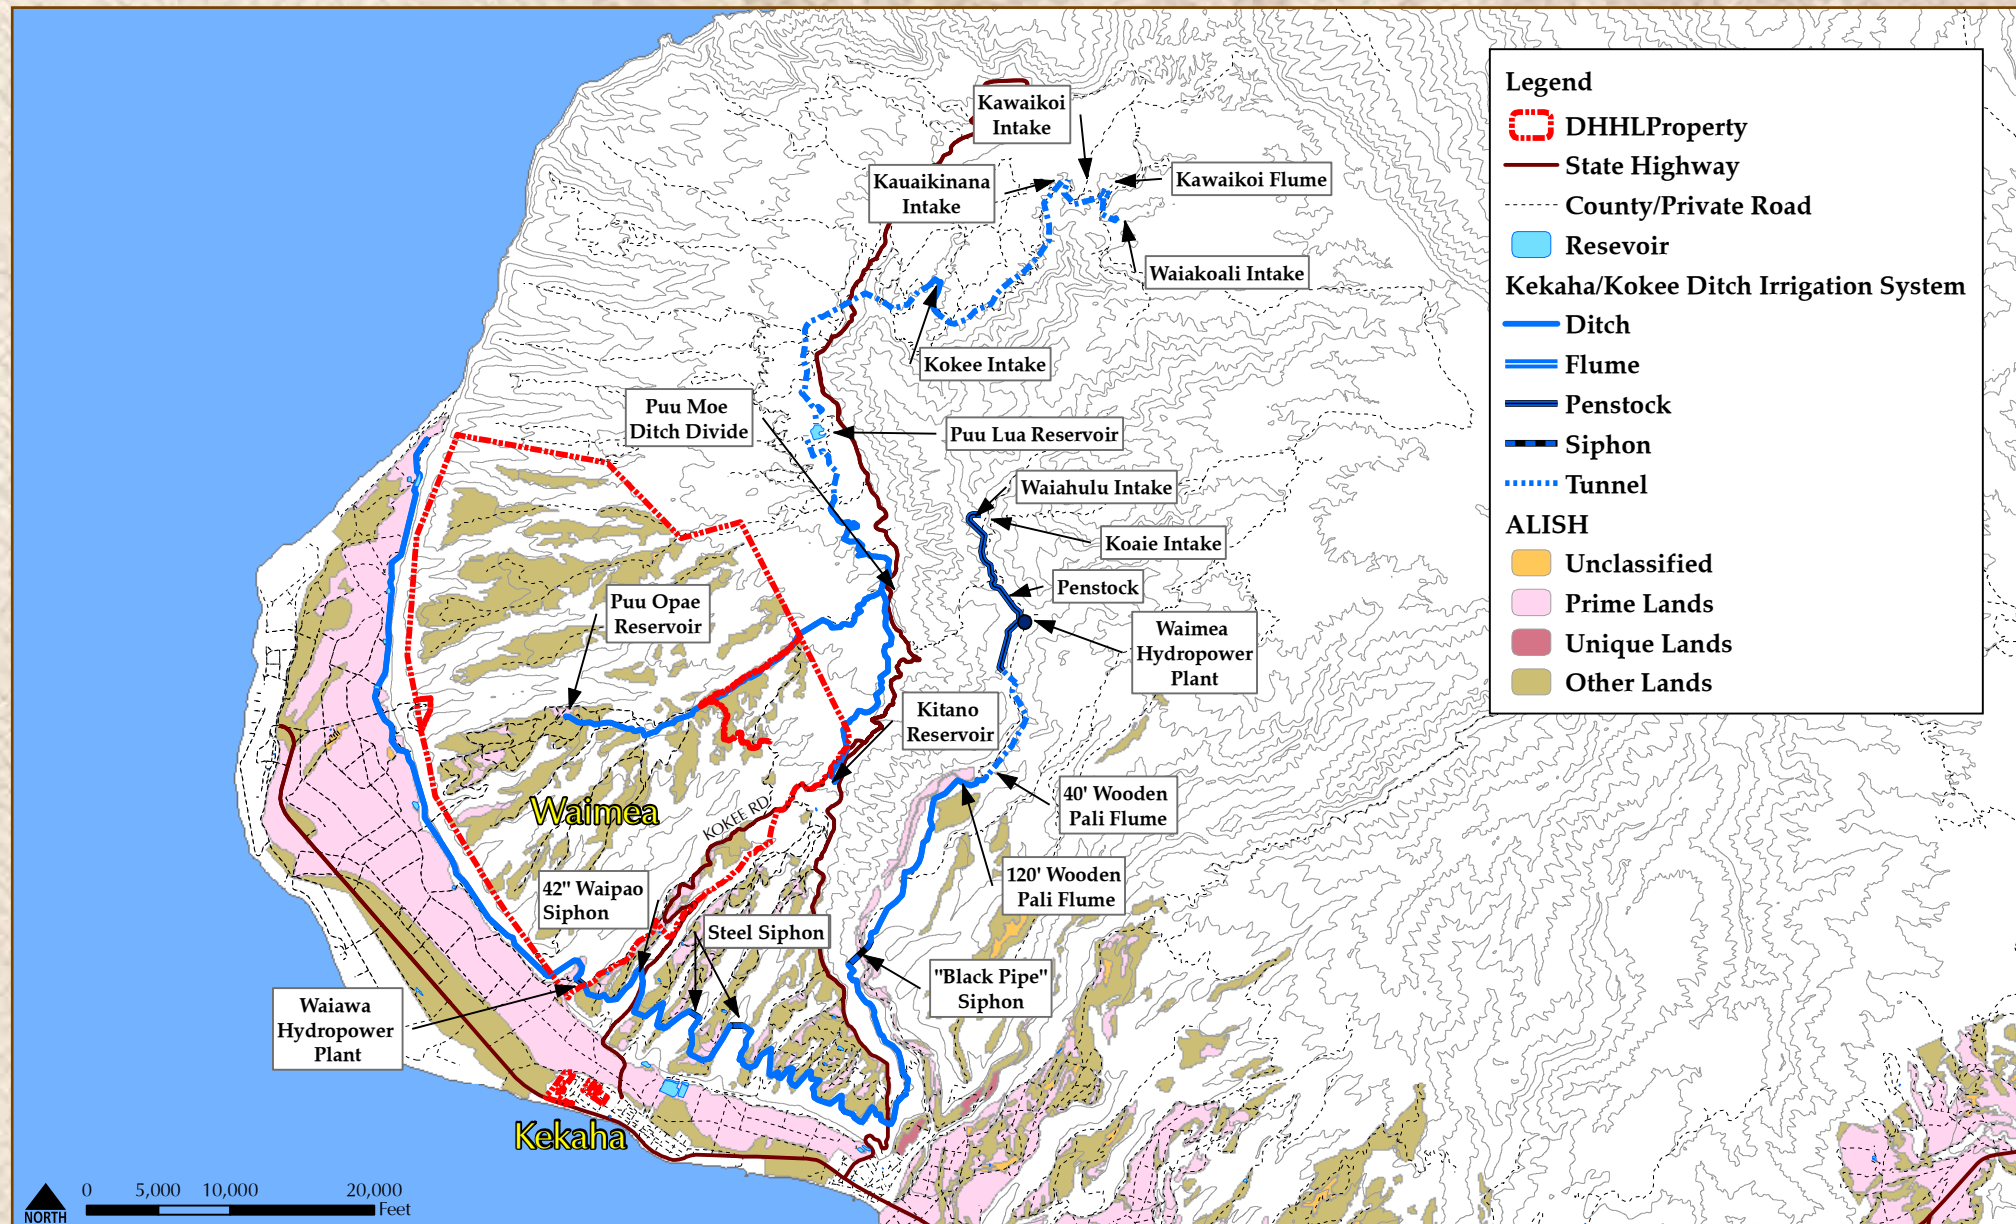 Kawaikoi
Intake
Kauaikinana
Intake
Kawaikoi Flume
Waiakoali Intake
Kokee Intake
Puu Moe
Ditch Divide
Puu Lua Reservoir
Waiahulu Intake
Koaie Intake
Penstock
Puu Opae
Reservoir
Waimea
Hydropower
Plant
Kitano
Reservoir
40' Wooden
Pali Flume
Waimea
KOKEE RD
120' Wooden
Pali Flume
42" Waipao
Siphon
Steel Siphon
"Black Pipe"
Siphon
Waiawa
Hydropower
Plant
Kekaha
Legend
DHHLProperty
State Highway
County/Private Road
Resevoir
Kekaha/Kokee Ditch Irrigation System
Ditch
Flume
Penstock
Siphon
Tunnel
ALISH
Unclassified
Prime Lands
Unique Lands
Other Lands
NORTH
0 5,000 10,000 20,000
Feet